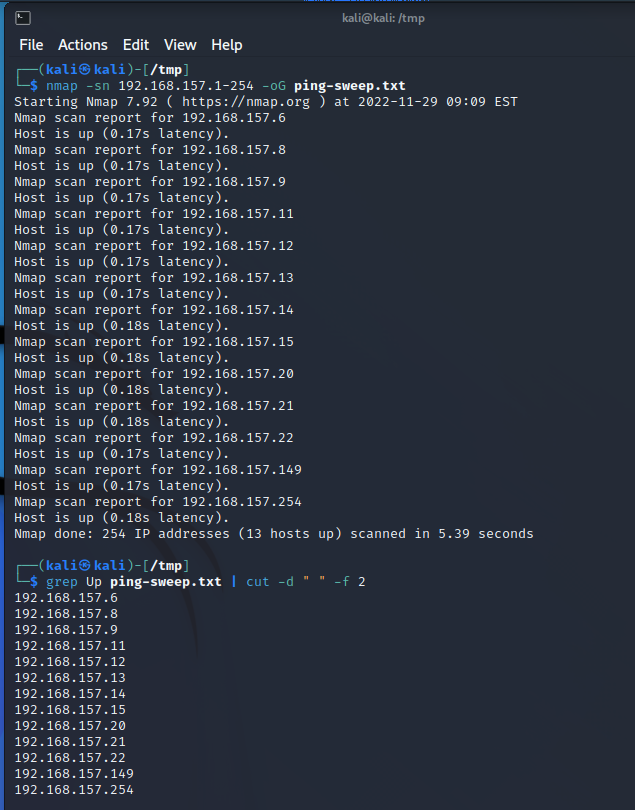 kali@kali: /tmp
File Actions Edit View Help
┌──(kali㉿kali)-[/tmp]
└─$ nmap -sn 192.168.157.1-254 -oG ping-sweep.txt
Starting Nmap 7.92 ( https://nmap.org ) at 2022-11-29 09:09 EST
Nmap scan report for 192.168.157.6
Host is up (0.17s latency).
Nmap scan report for 192.168.157.8
Host is up (0.17s latency).
Nmap scan report for 192.168.157.9
Host is up (0.17s latency).
Nmap scan report for 192.168.157.11
Host is up (0.17s latency).
Nmap scan report for 192.168.157.12
Host is up (0.17s latency).
Nmap scan report for 192.168.157.13
Host is up (0.17s latency).
Nmap scan report for 192.168.157.14
Host is up (0.18s latency).
Nmap scan report for 192.168.157.15
Host is up (0.18s latency).
Nmap scan report for 192.168.157.20
Host is up (0.18s latency).
Nmap scan report for 192.168.157.21
Host is up (0.18s latency).
Nmap scan report for 192.168.157.22
Host is up (0.17s latency).
Nmap scan report for 192.168.157.149
Host is up (0.17s latency).
Nmap scan report for 192.168.157.254
Host is up (0.18s latency).
Nmap done: 254 IP addresses (13 hosts up) scanned in 5.39 seconds
┌──(kali㉿kali)-[/tmp]
└─$ grep Up ping-sweep.txt | cut -d " " -f 2
192.168.157.6
192.168.157.8
192.168.157.9
192.168.157.11
192.168.157.12
192.168.157.13
192.168.157.14
192.168.157.15
192.168.157.20
192.168.157.21
192.168.157.22
192.168.157.149
192.168.157.254